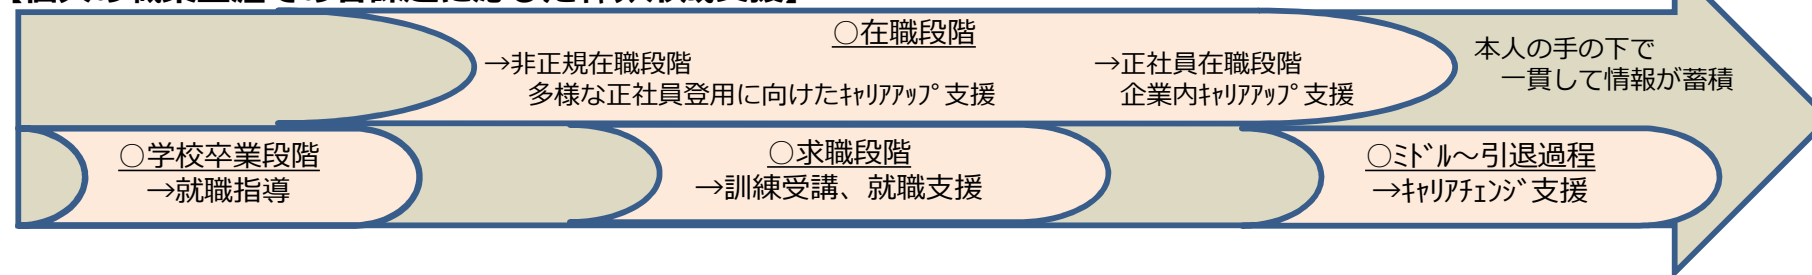 ○在職段階
→非正規在職段階
多様な正社員登用に向けたｷｬﾘｱｱｯﾌﾟ支援
→正社員在職段階
企業内ｷｬﾘｱｱｯﾌﾟ支援
本人の手の下で
一貫して情報が蓄積
○学校卒業段階
→就職指導
○求職段階
→訓練受講、就職支援
○ﾐﾄﾞﾙ～引退過程
→ｷｬﾘｱﾁｪﾝｼﾞ支援